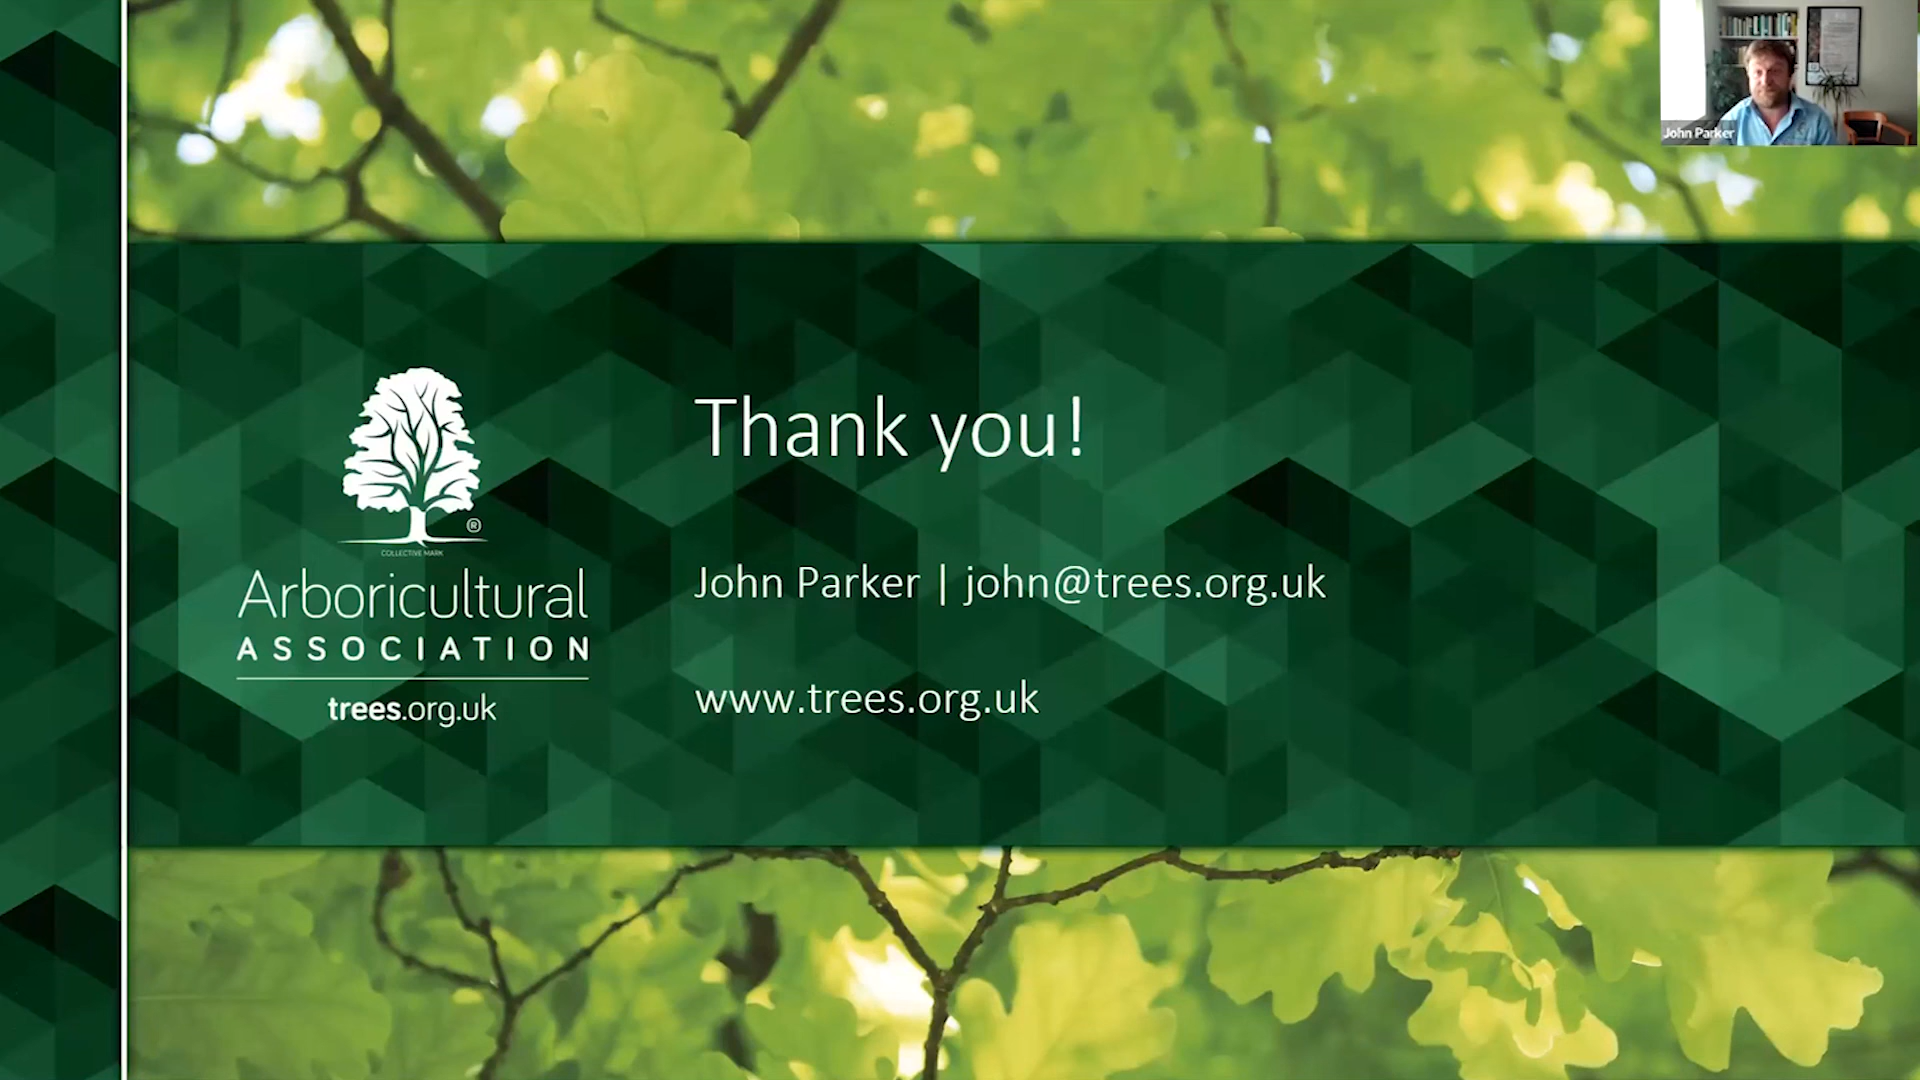 John Parker
Thank you!
®
COLLECTIVE MARK
Arboricultural
ASSOCIATION
trees.org.uk
John Parker | john@trees.org.uk
www.trees.org.uk